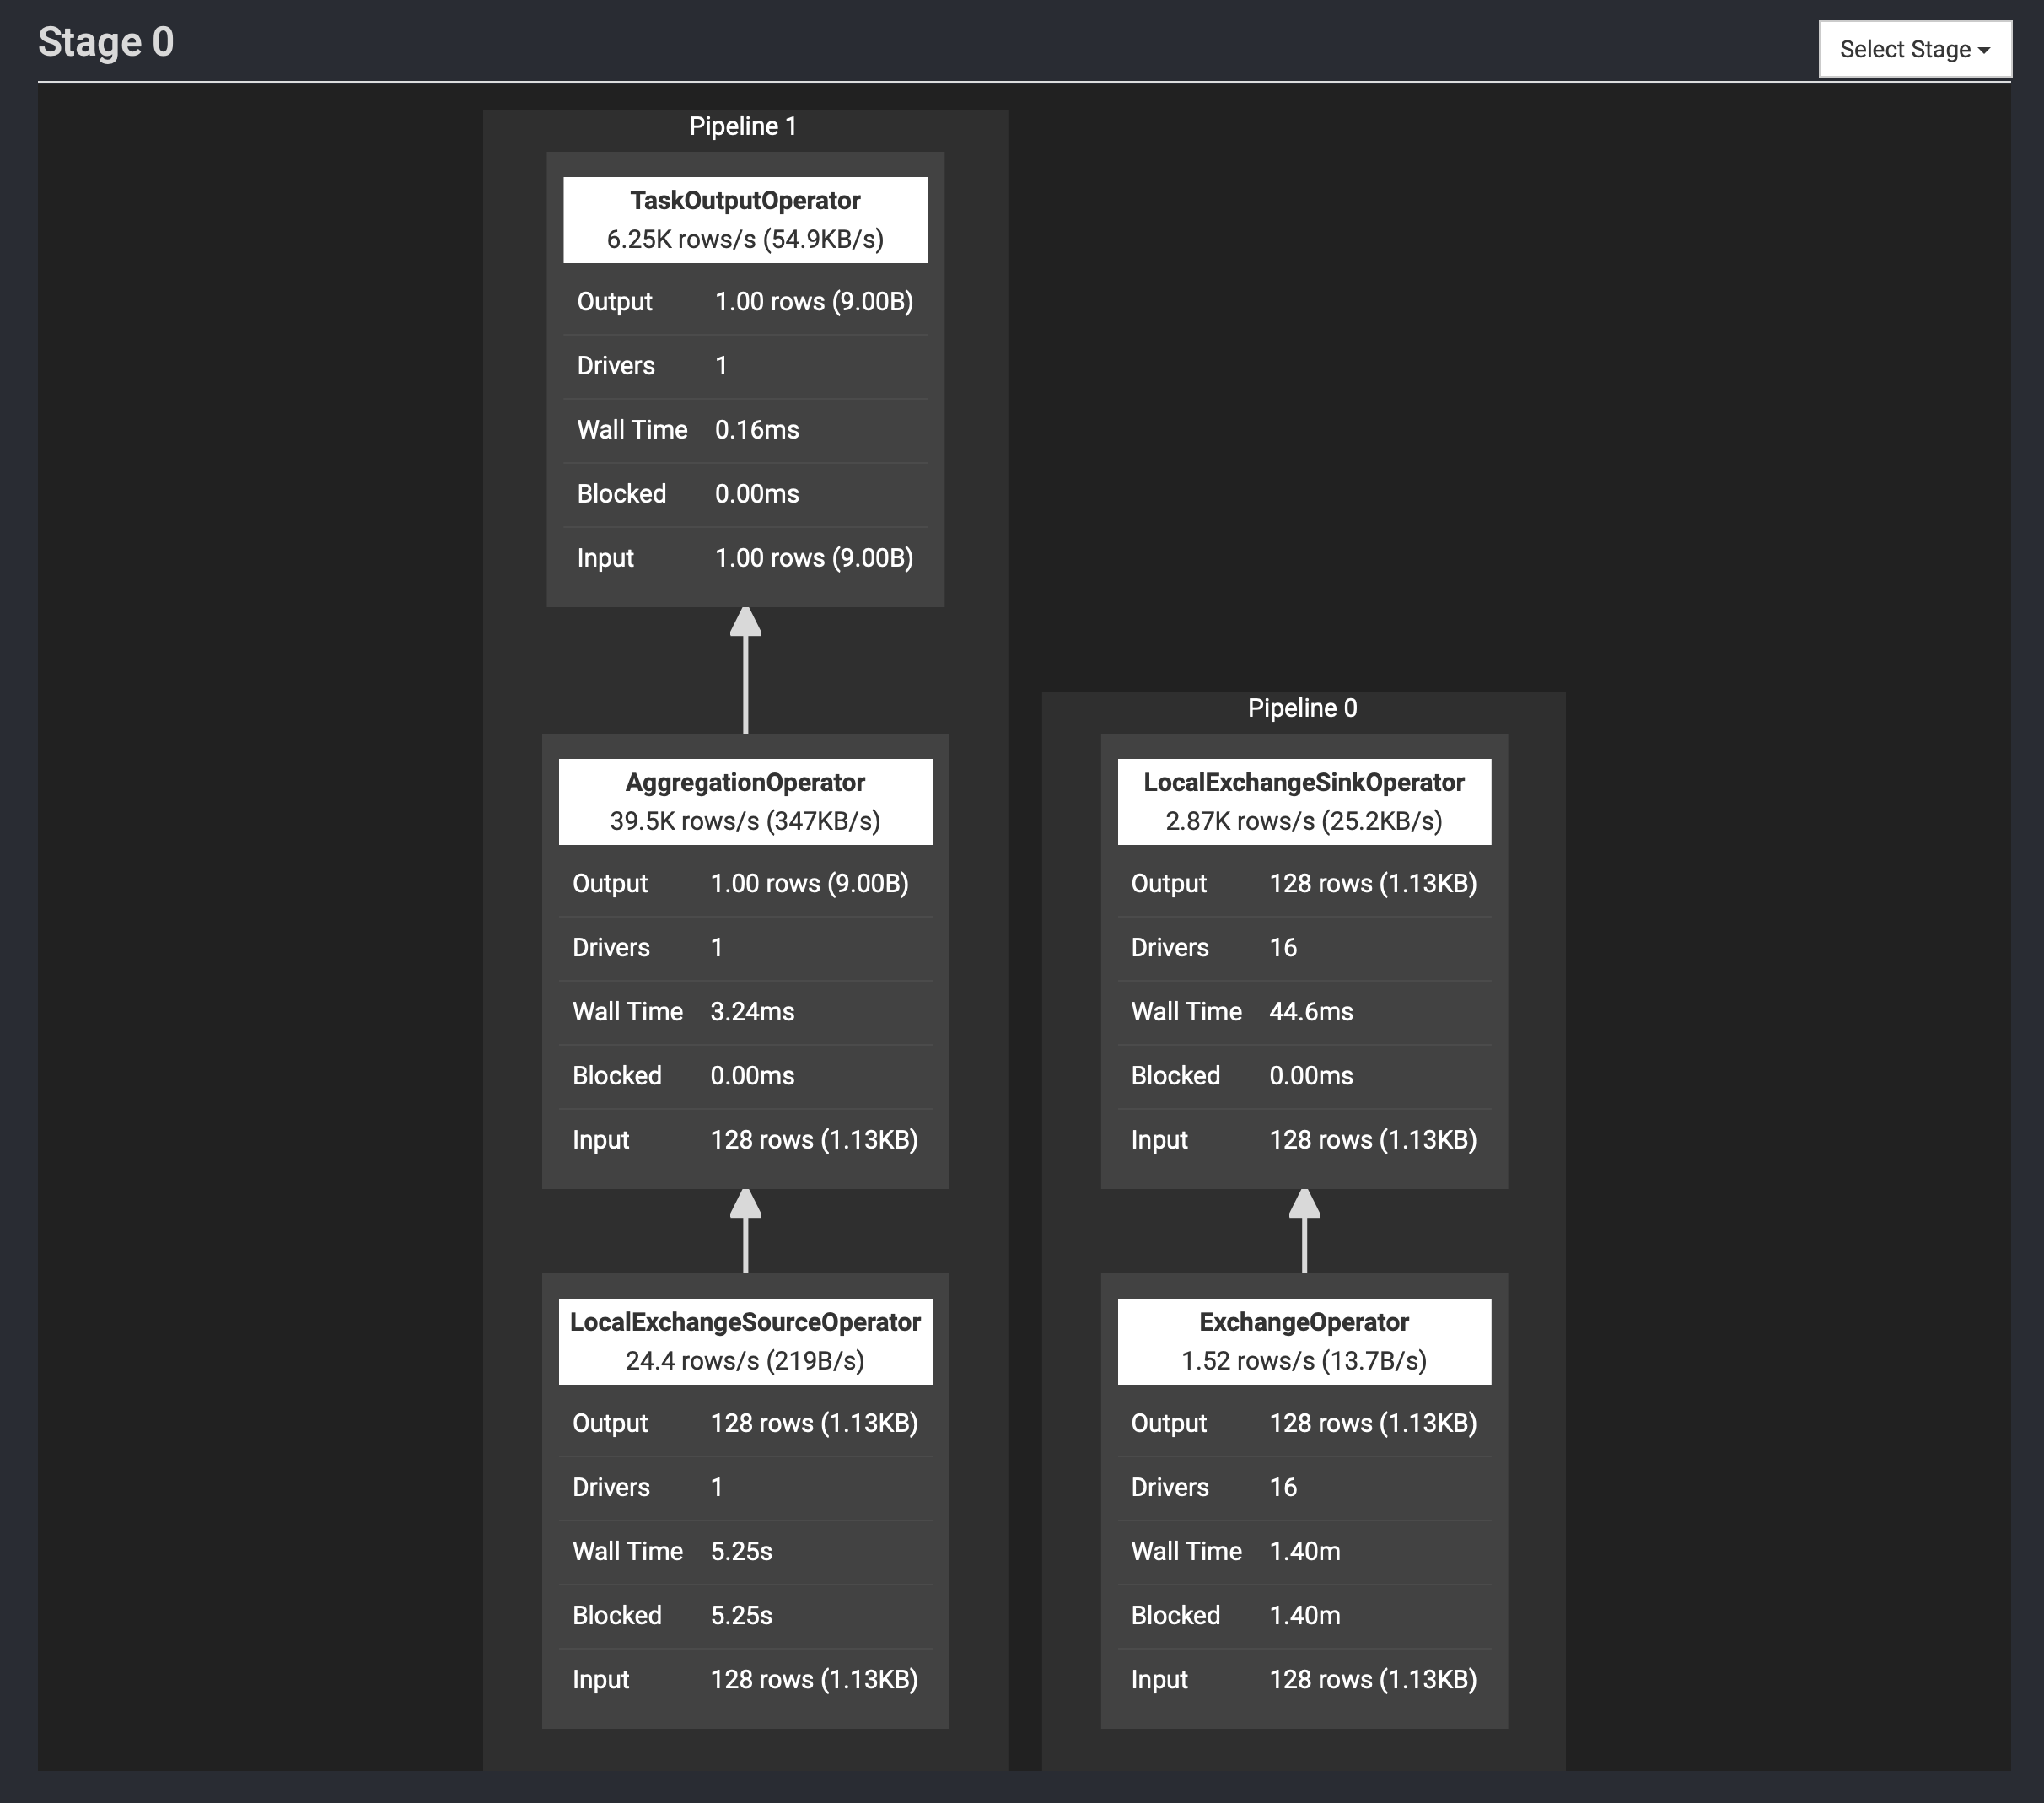 Stage 0
Select Stage
Pipeline 1
TaskOutputOperator
6.25K rows/s (54.9KB/s)
Output 1.00 rows (9.00B)
Drivers 1
Wall Time 0.16ms
Blocked 0.00ms
Input 1.00 rows (9.00B)
AggregationOperator
39.5K rows/s (347KB/s)
Output 1.00 rows (9.00B)
Drivers 1
Wall Time 3.24ms
Blocked 0.00ms
Input 128 rows (1.13KB)
LocalExchangeSourceOperator
24.4 rows/s (219B/s)
Output 128 rows (1.13KB)
Drivers 1
Wall Time 5.25s
Blocked 5.25s
Input 128 rows (1.13KB)
Pipeline 0
LocalExchangeSinkOperator
2.87K rows/s (25.2KB/s)
Output 128 rows (1.13KB)
Drivers 16
Wall Time 44.6ms
Blocked 0.00ms
Input 128 rows (1.13KB)
ExchangeOperator
1.52 rows/s (13.7B/s)
Output 128 rows (1.13KB)
Drivers 16
Wall Time 1.40m
Blocked 1.40m
Input 128 rows (1.13KB)